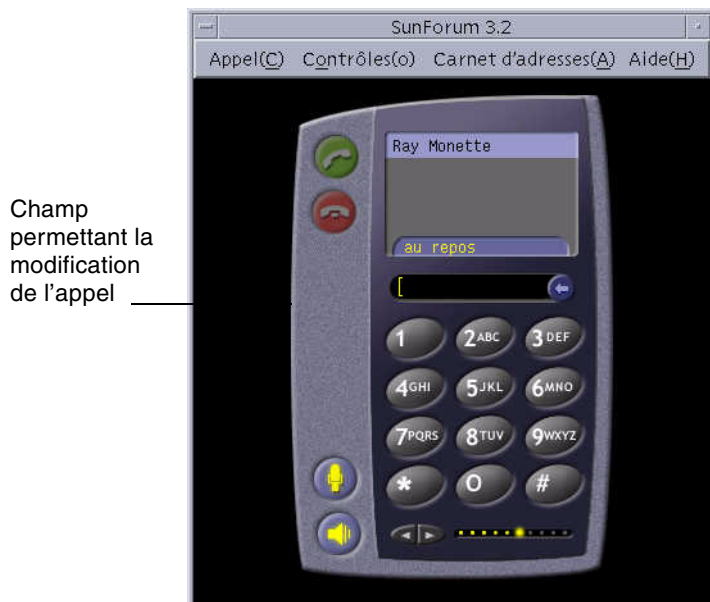 SunForum 3.2
Appel(C) Contrôles(o) Carnet d'adresses(A) Aide(H)
Ray Monette
au repos
Champ
permettant la
modification
de l'appel
[
1 2ABC 3DEF
4GHI 5JKL 6MNO
7PQRS 8TUV 9WXYZ
* O #